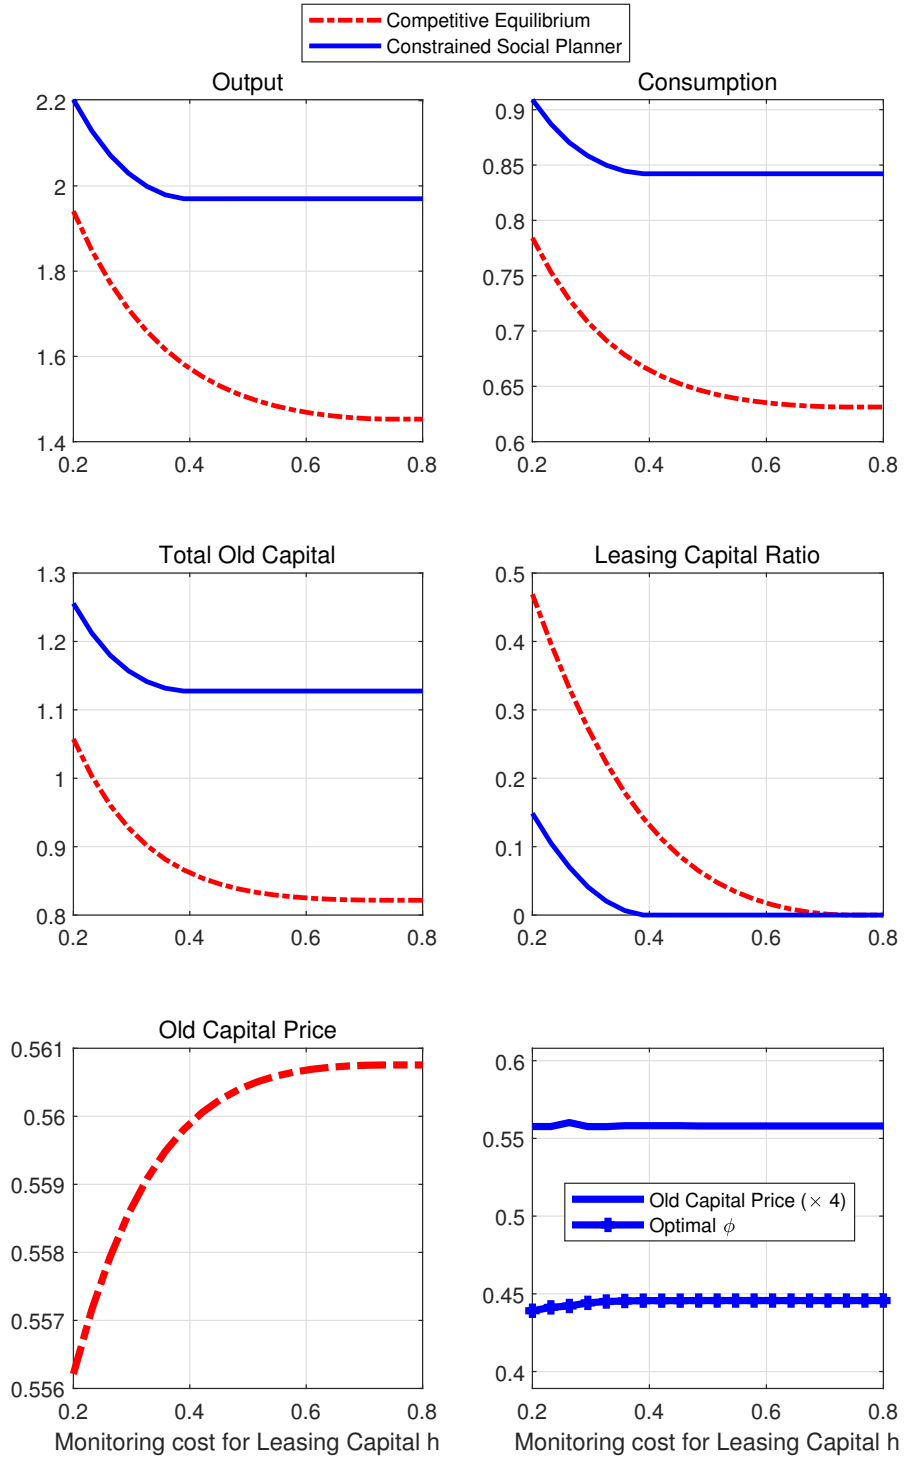 Competitive Equilibrium
Constrained Social Planner
Output
2.2
2
1.8
1.6
1.4
0.2 0.4 0.6 0.8
Consumption
0.9
0.85
0.8
0.75
0.7
0.65
0.6
0.2 0.4 0.6 0.8
Total Old Capital
1.3
1.2
1.1
1
0.9
0.8
0.2 0.4 0.6 0.8
Leasing Capital Ratio
0.5
0.4
0.3
0.2
0.1
0
0.2 0.4 0.6 0.8
Old Capital Price
0.561
0.56
0.559
0.558
0.557
0.556
0.2 0.4 0.6 0.8
Monitoring cost for Leasing Capital h
0.6
0.55
0.5
0.45
0.4
Old Capital Price (× 4)
Optimal ϕ
0.2 0.4 0.6 0.8
Monitoring cost for Leasing Capital h